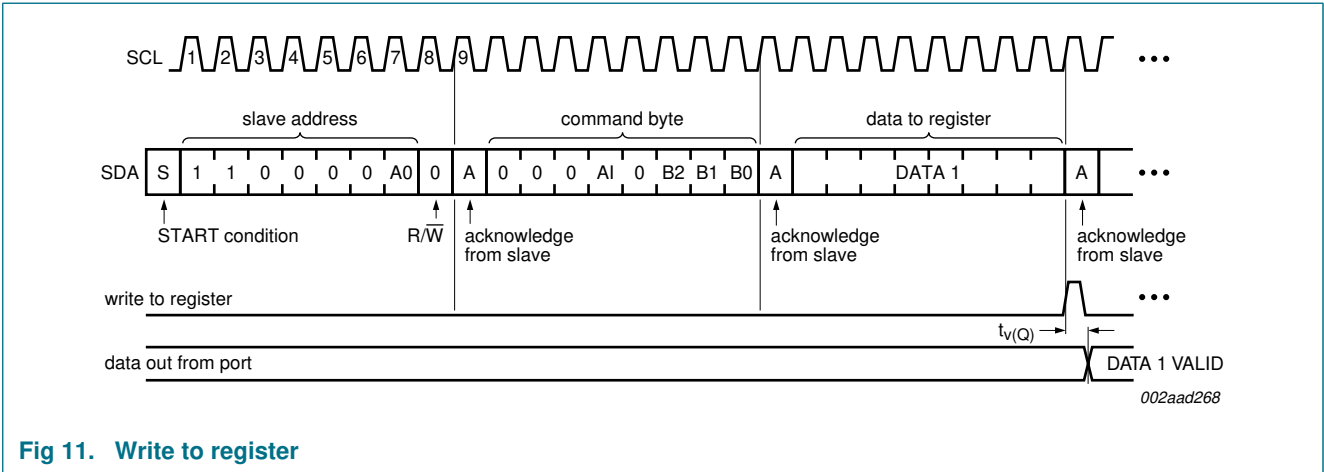 SCL 1 2 3 4 5 6 7 8 9 •••
slave address command byte data to register
SDA S 1 1 0 0 0 0 A0 0 A 0 0 0 AI 0 B2 B1 B0 A DATA 1 A •••
START condition R/W̅ acknowledge from slave acknowledge from slave acknowledge from slave
write to register •••
tv(Q)
data out from port DATA 1 VALID
002aad268
Fig 11. Write to register